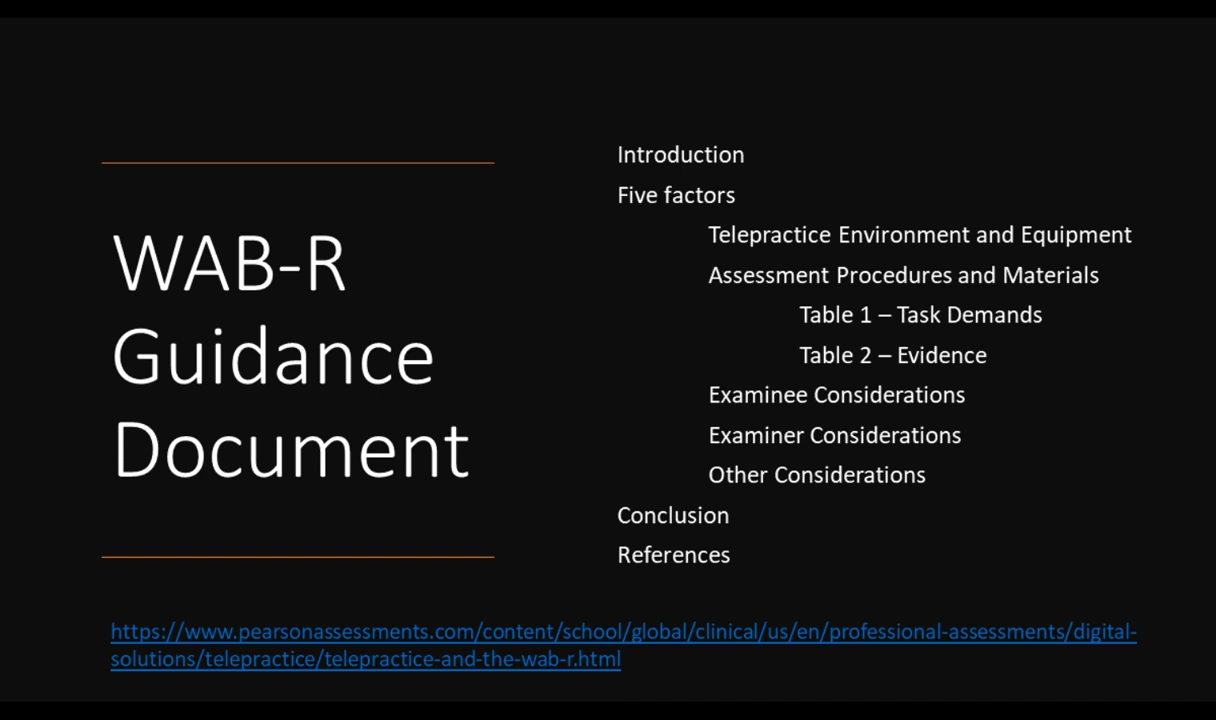 WAB-R
Guidance
Document
Introduction
Five factors
Telepractice Environment and Equipment
Assessment Procedures and Materials
Table 1 – Task Demands
Table 2 – Evidence
Examinee Considerations
Examiner Considerations
Other Considerations
Conclusion
References
https://www.pearsonassessments.com/content/school/global/clinical/us/en/professional-assessments/digital-
solutions/telepractice/telepractice-and-the-wab-r.html